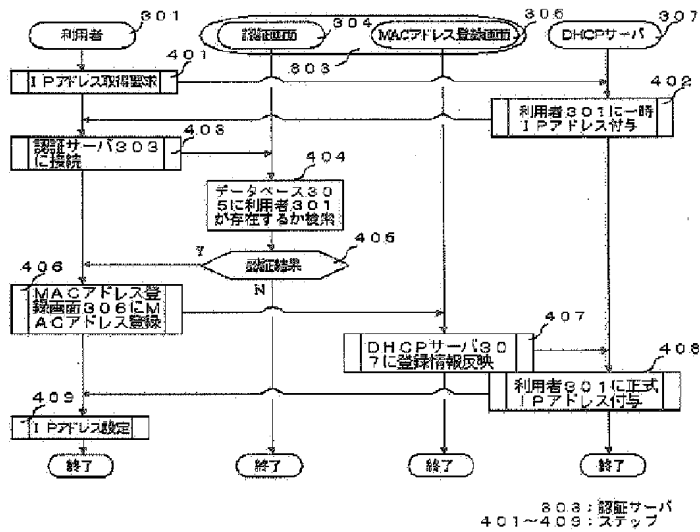 利用者
301
認証画面
304
MACアドレス登録画面
306
DHCPサーバ
307
303
IPアドレス取得要求
401
402
利用者301に一時
IPアドレス付与
認証サーバ303
に接続
403
404
データベース30
5に利用者301
が存在するか検索
405
認証結果
Y
N
406
MACアドレス登
録画面306にM
ACアドレス登録
407
DHCPサーバ30
7に登録情報反映
408
利用者301に正式
IPアドレス付与
409
IPアドレス設定
終了
終了
終了
終了
303:認証サーバ
401~409:ステップ